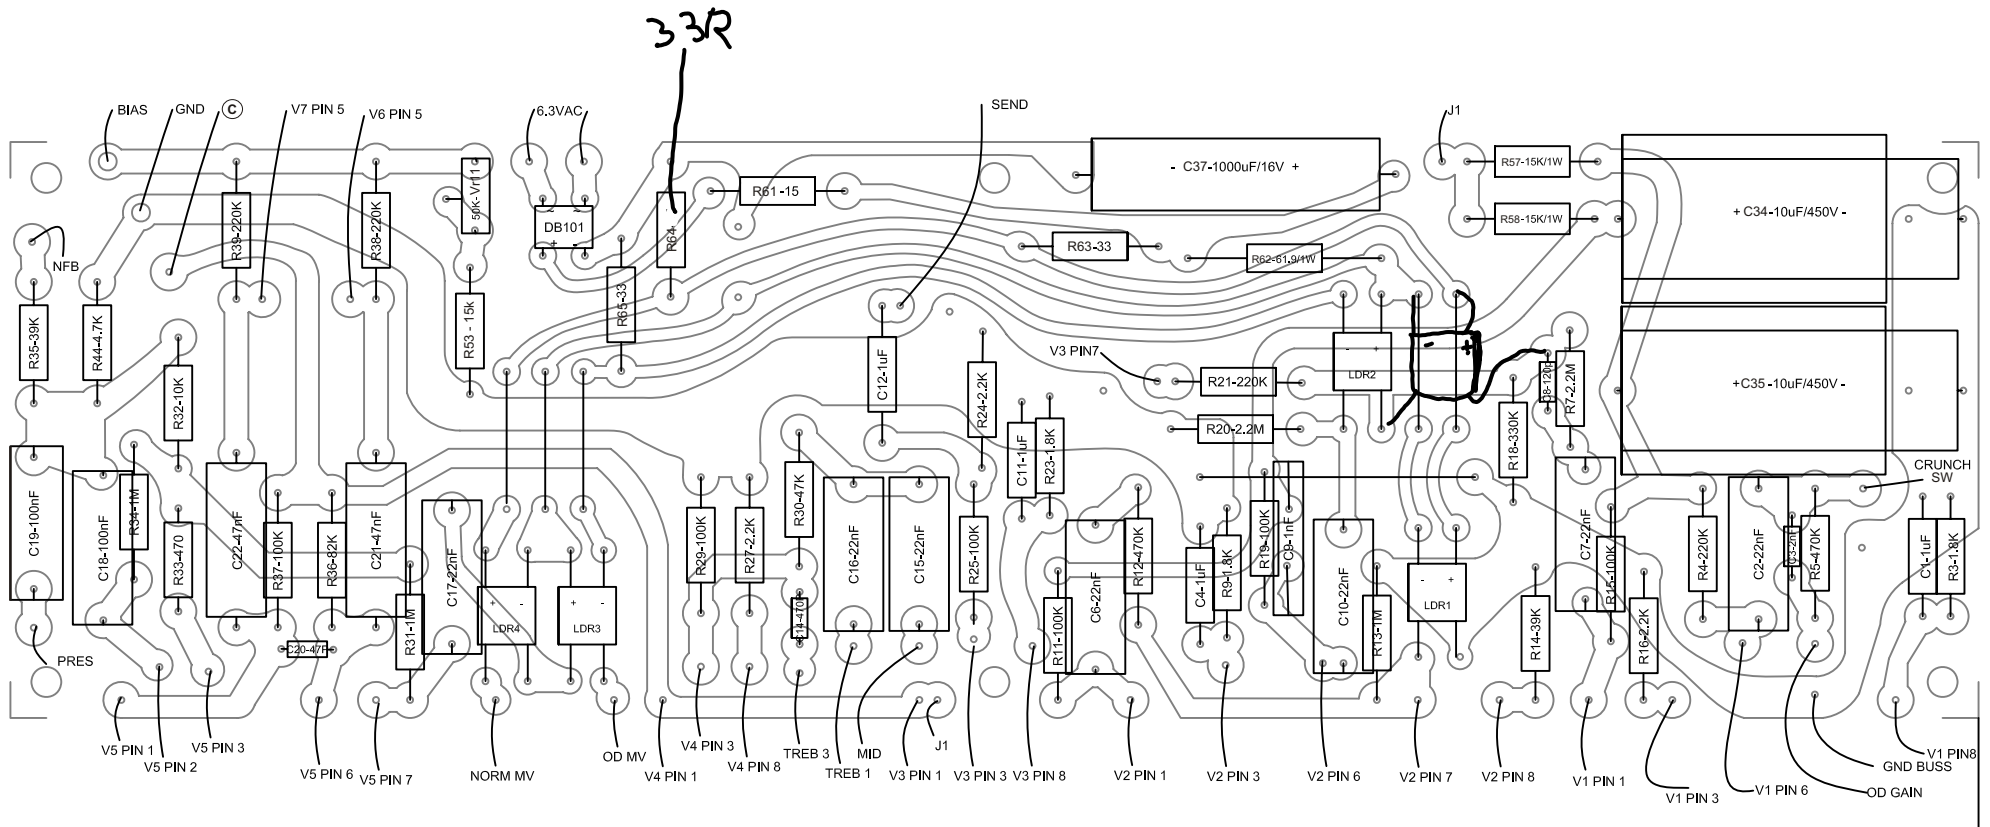 33R
BIAS
GND
C
V7 PIN 5
V6 PIN 5
6.3VAC
SEND
J1
R39-220K
R38-220K
50K-Vr11
DB101
~ ~
+ -
R64
R61-15
- C37-1000uF/16V +
R57-15K/1W
R58-15K/1W
+ C34-10uF/450V -
NFB
R35-39K
R44-4.7K
R53 - 15k
R65-33
R63-33
R62-61.9/1W
R32-10K
C12-1uF
R24-2.2K
V3 PIN7
R21-220K
R20-2.2M
- +
LDR2
- +
C8-120p
R7-2.2M
R18-330K
+C35-10uF/450V -
CRUNCH
SW
C19-100nF
C18-100nF
R34-1M
R33-470
C22-47nF
R37-100K
R36-82K
C21-47nF
C17-22nF
R31-1M
C20-47P
+ -
LDR4
+ -
LDR3
R29-100K
R27-2.2K
R30-47K
C14-470P
C16-22nF
C15-22nF
R25-100K
C11-1uF
R23-1.8K
R11-100K
C6-22nF
R12-470K
C4-1uF
R9-1.8K
R19-100K
C9-1nF
C10-22nF
R13-1M
- +
LDR1
R14-39K
C7-22nF
R15-100K
R16-2.2K
R4-220K
C2-22nF
C3-2nF
R5-470K
C1-1uF
R3-1.8K
PRES
V5 PIN 1
V5 PIN 2
V5 PIN 3
V5 PIN 6
V5 PIN 7
NORM MV
OD MV
V4 PIN 1
V4 PIN 3
V4 PIN 8
TREB 3
TREB 1
MID
V3 PIN 1
J1
V3 PIN 3
V3 PIN 8
V2 PIN 1
V2 PIN 3
V2 PIN 6
V2 PIN 7
V2 PIN 8
V1 PIN 1
V1 PIN 3
V1 PIN 6
OD GAIN
GND BUSS
V1 PIN8